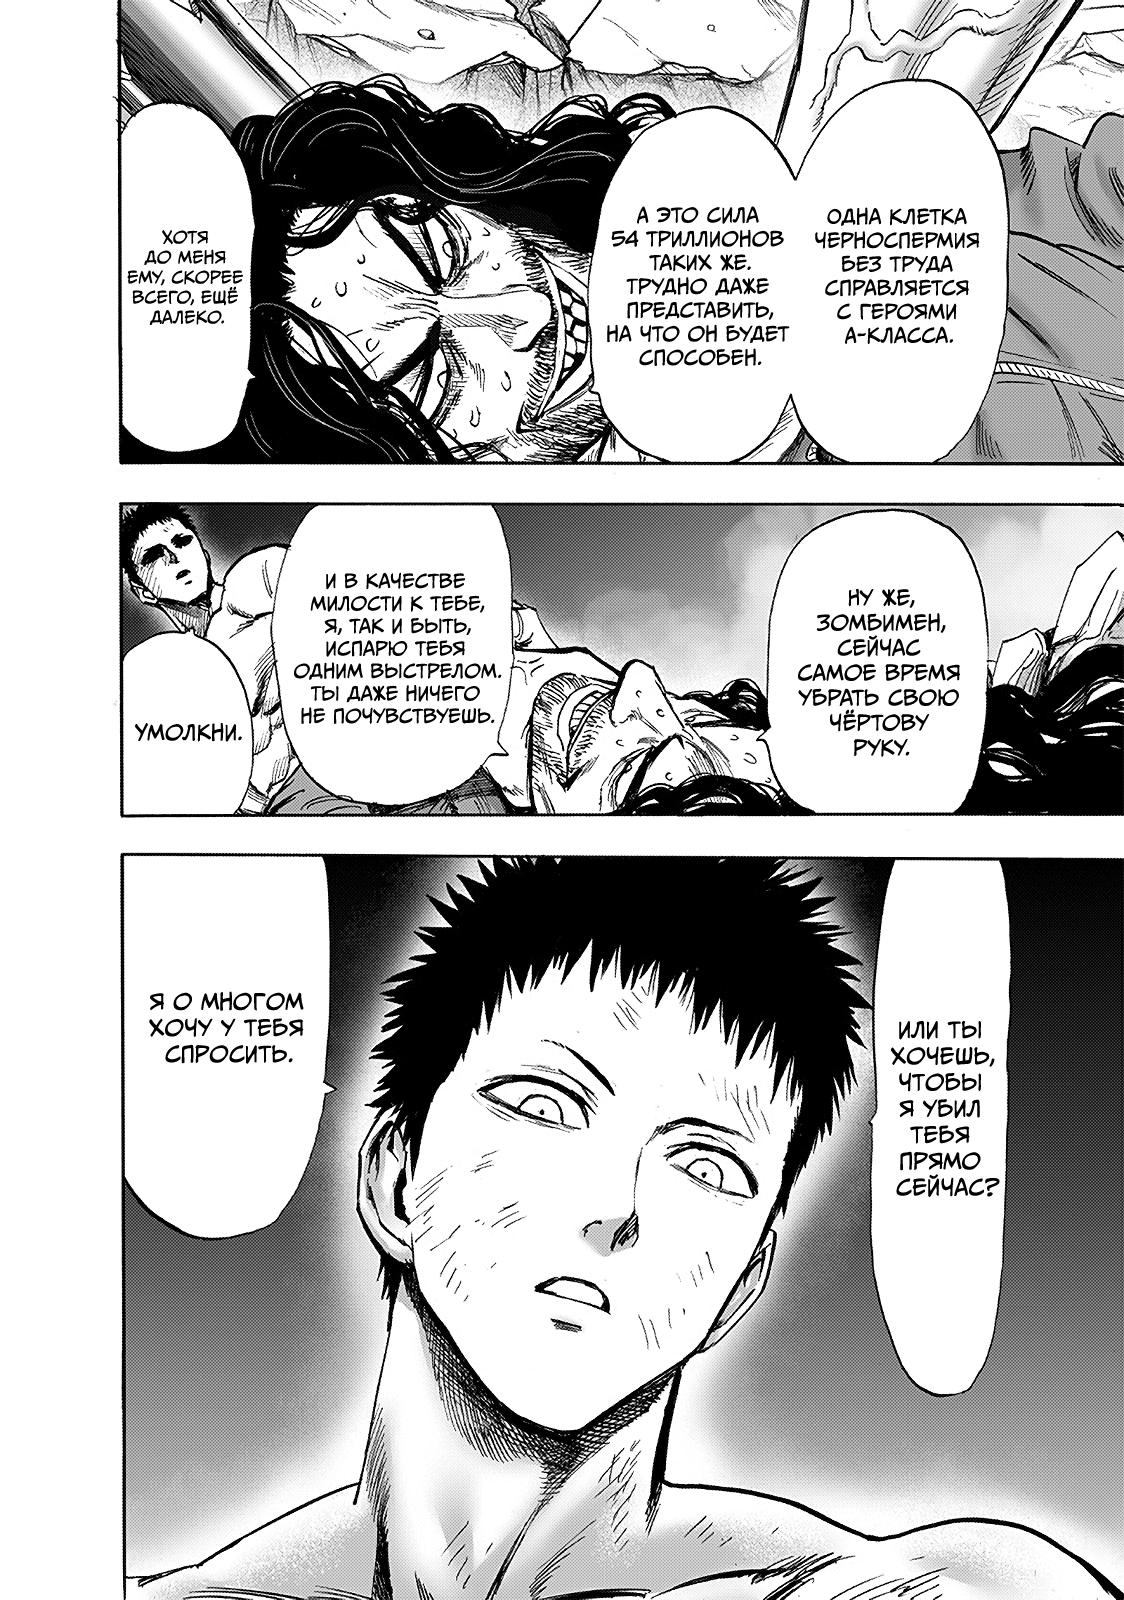 ОДНА КЛЕТКА
ЧЕРНОСПЕРМИЯ
БЕЗ ТРУДА
СПРАВЛЯЕТСЯ
С ГЕРОЯМИ
А-КЛАССА.
А ЭТО СИЛА
54 ТРИЛЛИОНОВ
ТАКИХ ЖЕ.
ТРУДНО ДАЖЕ
ПРЕДСТАВИТЬ,
НА ЧТО ОН БУДЕТ
СПОСОБЕН.
ХОТЯ
ДО МЕНЯ
ЕМУ, СКОРЕЕ
ВСЕГО, ЕЩЁ
ДАЛЕКО.
НУ ЖЕ,
ЗОМБИМЕН,
СЕЙЧАС
САМОЕ ВРЕМЯ
УБРАТЬ СВОЮ
ЧЁРТОВУ
РУКУ.
И В КАЧЕСТВЕ
МИЛОСТИ К ТЕБЕ,
Я, ТАК И БЫТЬ,
ИСПАРЮ ТЕБЯ
ОДНИМ ВЫСТРЕЛОМ.
ТЫ ДАЖЕ НИЧЕГО
НЕ ПОЧУВСТВУЕШЬ.
УМОЛКНИ.
ИЛИ ТЫ
ХОЧЕШЬ,
ЧТОБЫ
Я УБИЛ
ТЕБЯ
ПРЯМО
СЕЙЧАС?
Я О МНОГОМ
ХОЧУ У ТЕБЯ
СПРОСИТЬ.